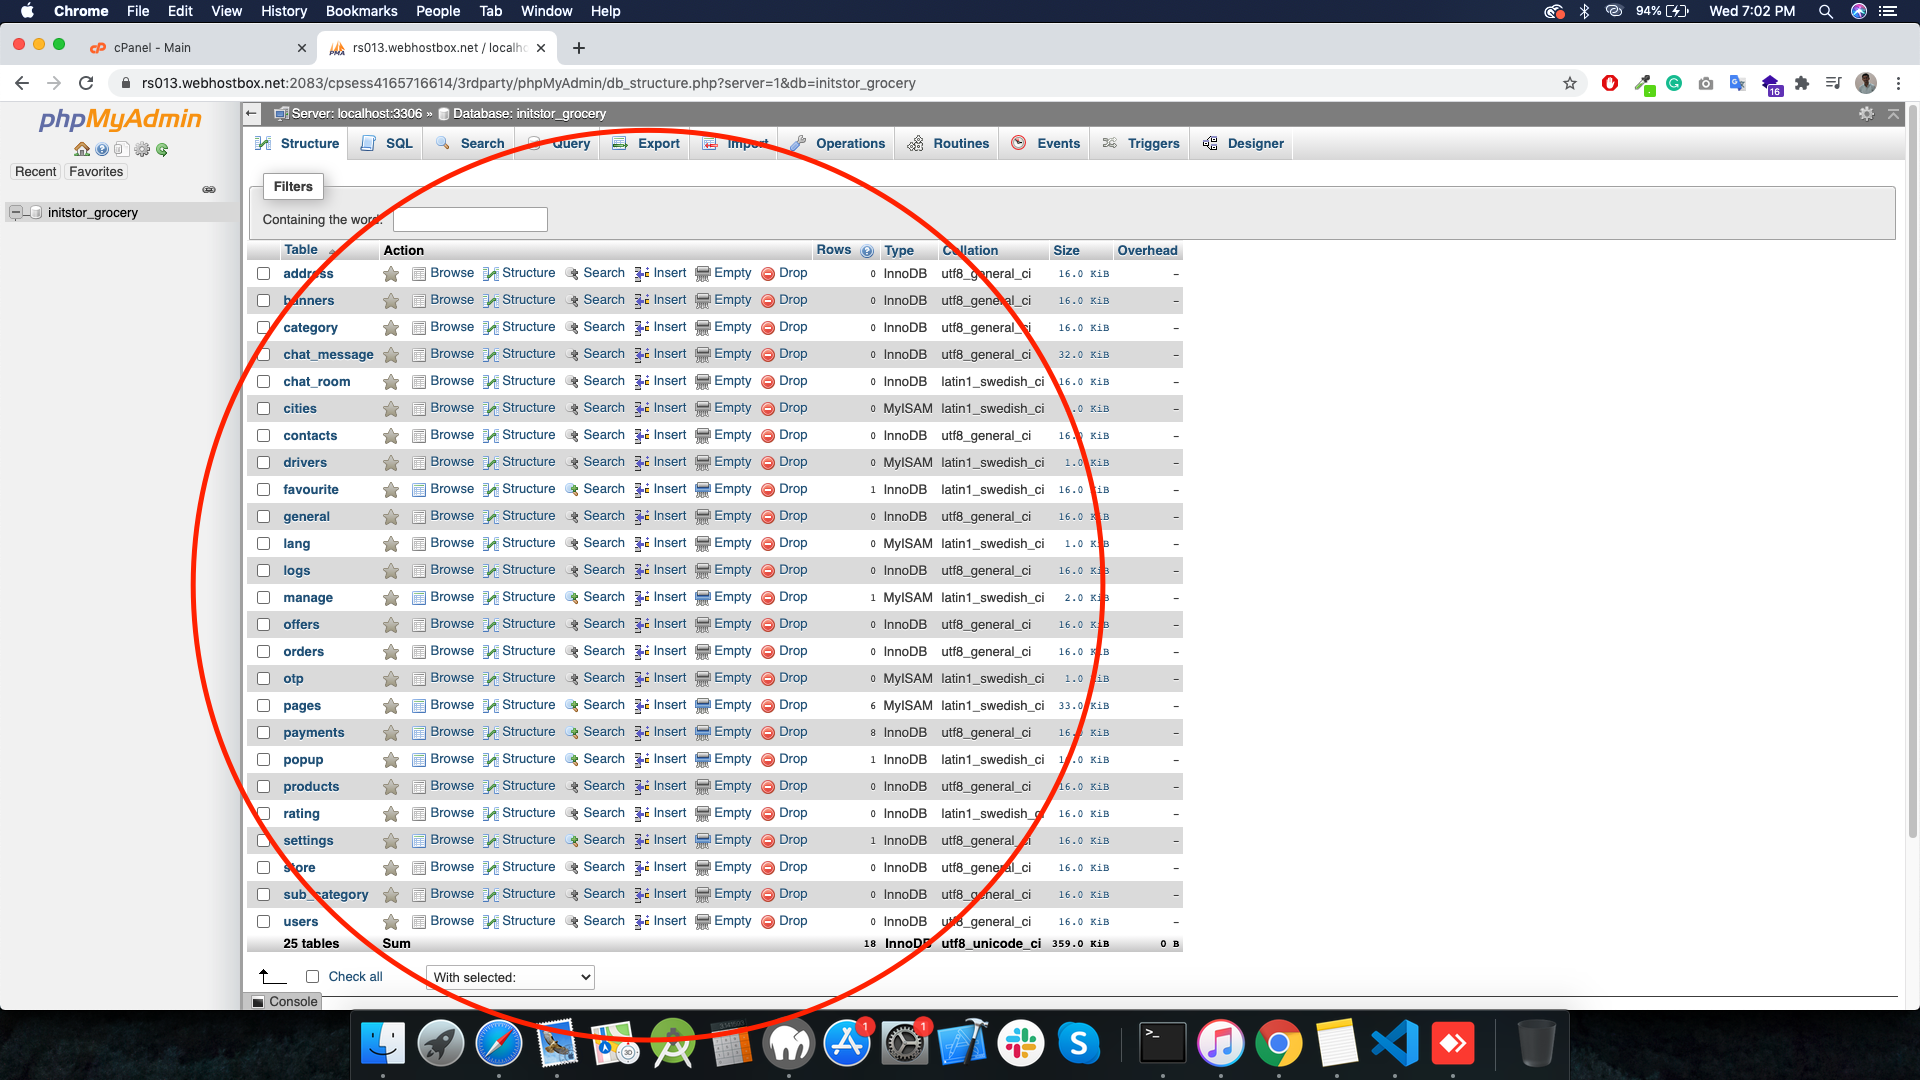 Chrome File Edit View History Bookmarks People Tab Window Help 94% Wed 7:02 PM
cPanel - Main rs013.webhostbox.net / localh
rs013.webhostbox.net:2083/cpsess4165716614/3rdparty/phpMyAdmin/db_structure.php?server=1&db=initstor_grocery 16
phpMyAdmin
Recent Favorites
initstor_grocery
Server: localhost:3306 » Database: initstor_grocery
Structure SQL Search Query Export Import Operations Routines Events Triggers Designer
Filters
Containing the word:
Table Action Rows Type Collation Size Overhead
address Browse Structure Search Insert Empty Drop 0 InnoDB utf8_general_ci 16.0 KiB -
banners Browse Structure Search Insert Empty Drop 0 InnoDB utf8_general_ci 16.0 KiB -
category Browse Structure Search Insert Empty Drop 0 InnoDB utf8_general_ci 16.0 KiB -
chat_message Browse Structure Search Insert Empty Drop 0 InnoDB utf8_general_ci 32.0 KiB -
chat_room Browse Structure Search Insert Empty Drop 0 InnoDB latin1_swedish_ci 16.0 KiB -
cities Browse Structure Search Insert Empty Drop 0 MyISAM latin1_swedish_ci KiB -
contacts Browse Structure Search Insert Empty Drop 0 InnoDB utf8_general_ci 16.0 KiB -
drivers Browse Structure Search Insert Empty Drop 0 MyISAM latin1_swedish_ci 1.0 KiB -
favourite Browse Structure Search Insert Empty Drop 1 InnoDB latin1_swedish_ci 16.0 KiB -
general Browse Structure Search Insert Empty Drop 0 InnoDB utf8_general_ci 16.0 KiB -
lang Browse Structure Search Insert Empty Drop 0 MyISAM latin1_swedish_ci 1.0 KiB -
logs Browse Structure Search Insert Empty Drop 0 InnoDB utf8_general_ci 16.0 KiB -
manage Browse Structure Search Insert Empty Drop 1 MyISAM latin1_swedish_ci 2.0 KiB -
offers Browse Structure Search Insert Empty Drop 0 InnoDB utf8_general_ci 16.0 KiB -
orders Browse Structure Search Insert Empty Drop 0 InnoDB utf8_general_ci 16.0 KiB -
otp Browse Structure Search Insert Empty Drop 0 MyISAM latin1_swedish_ci 1.0 KiB -
pages Browse Structure Search Insert Empty Drop 6 MyISAM latin1_swedish_ci 33.0 KiB -
payments Browse Structure Search Insert Empty Drop 8 InnoDB utf8_general_ci 16.0 KiB -
popup Browse Structure Search Insert Empty Drop 1 InnoDB latin1_swedish_ci 16.0 KiB -
products Browse Structure Search Insert Empty Drop 0 InnoDB utf8_general_ci 16.0 KiB -
rating Browse Structure Search Insert Empty Drop 0 InnoDB latin1_swedish_ci 16.0 KiB -
settings Browse Structure Search Insert Empty Drop 1 InnoDB utf8_general_ci 16.0 KiB -
store Browse Structure Search Insert Empty Drop 0 InnoDB utf8_general_ci 16.0 KiB -
sub_category Browse Structure Search Insert Empty Drop 0 InnoDB utf8_general_ci 16.0 KiB -
users Browse Structure Search Insert Empty Drop 0 InnoDB utf8_general_ci 16.0 KiB -
25 tables Sum 18 InnoDB utf8_unicode_ci 359.0 KiB 0 B
Check all With selected:
Console
1 1